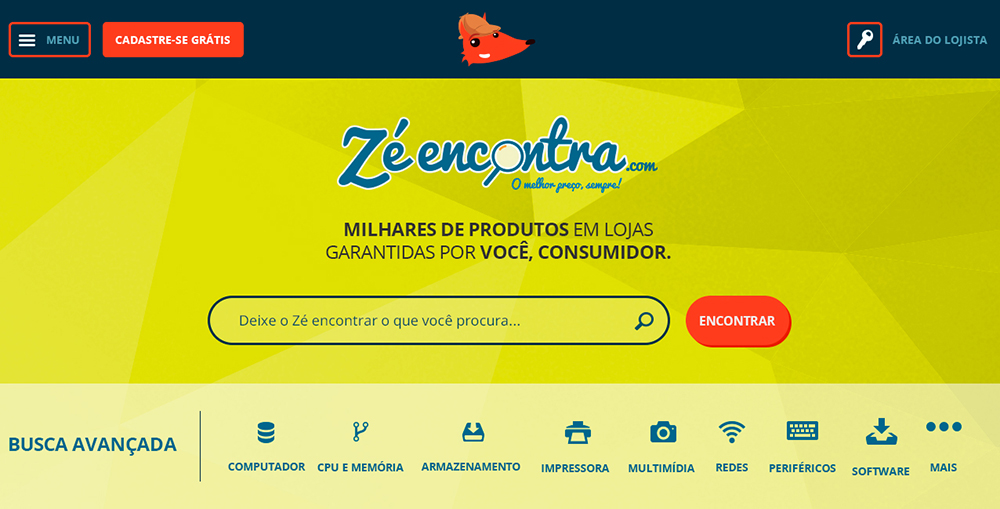 MENU
CADASTRE-SE GRÁTIS
ÁREA DO LOJISTA
Zé encontra.com
O melhor preço, sempre!
MILHARES DE PRODUTOS EM LOJAS
GARANTIDAS POR VOCÊ, CONSUMIDOR.
Deixe o Zé encontrar o que você procura...
ENCONTRAR
BUSCA AVANÇADA
COMPUTADOR
CPU E MEMÓRIA
ARMAZENAMENTO
IMPRESSORA
MULTIMÍDIA
REDES
PERIFÉRICOS
SOFTWARE
MAIS